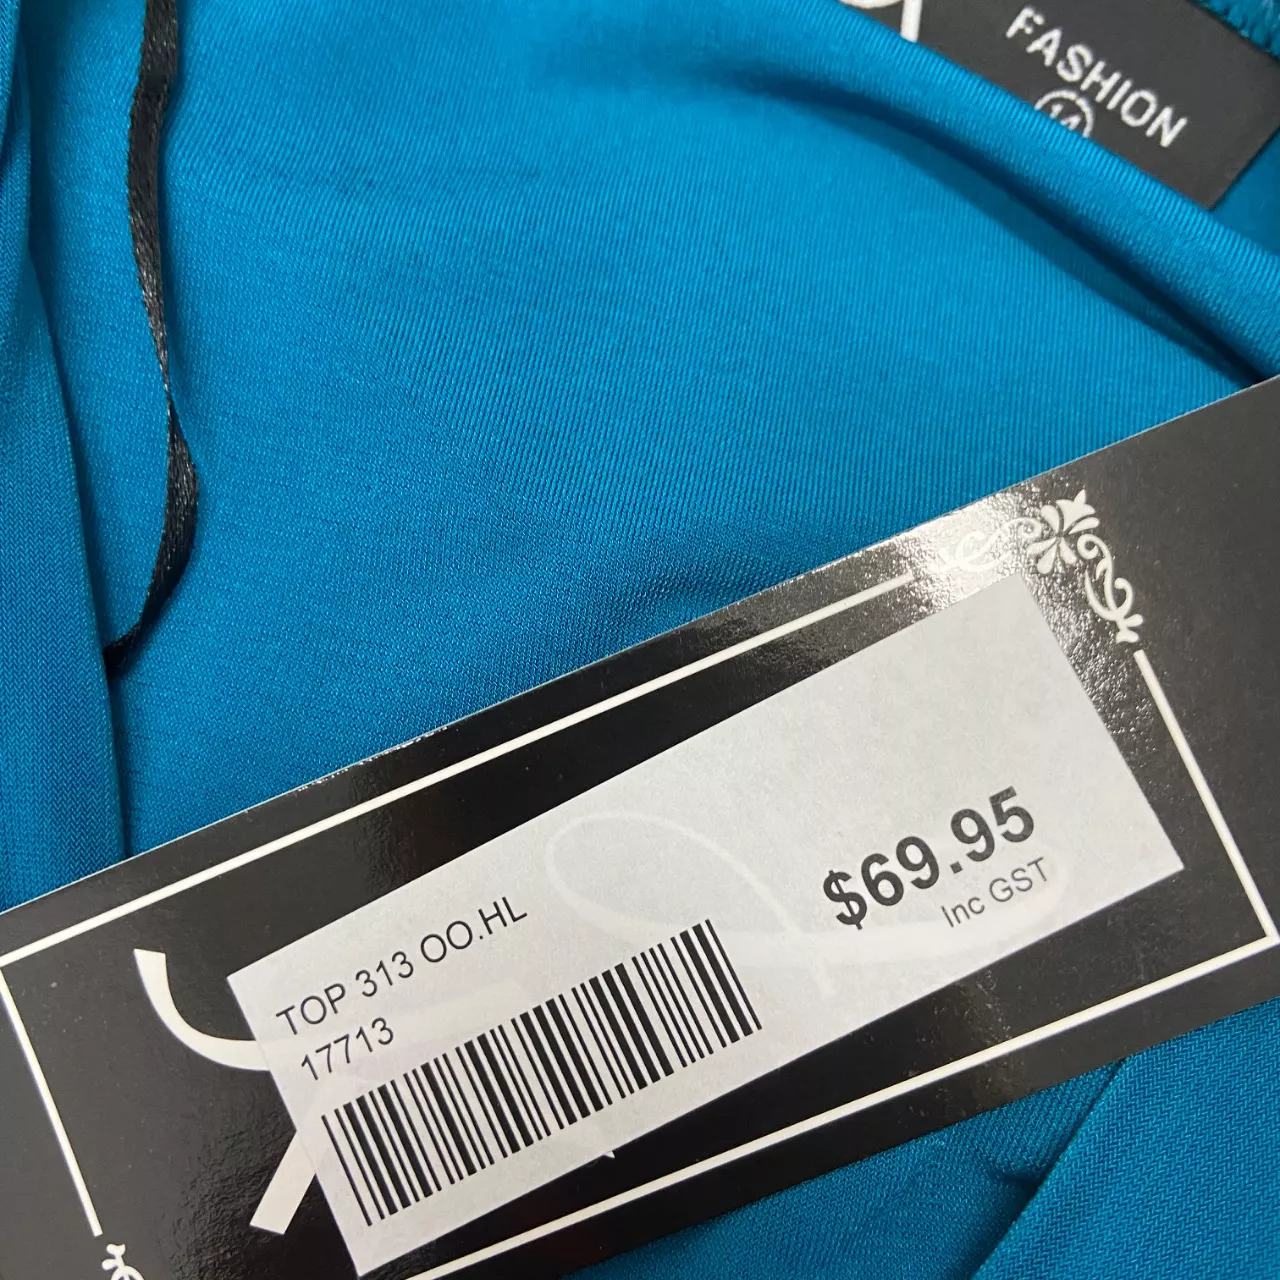 FASHION
14
TOP 313 OO.HL
17713
$69.95
Inc GST